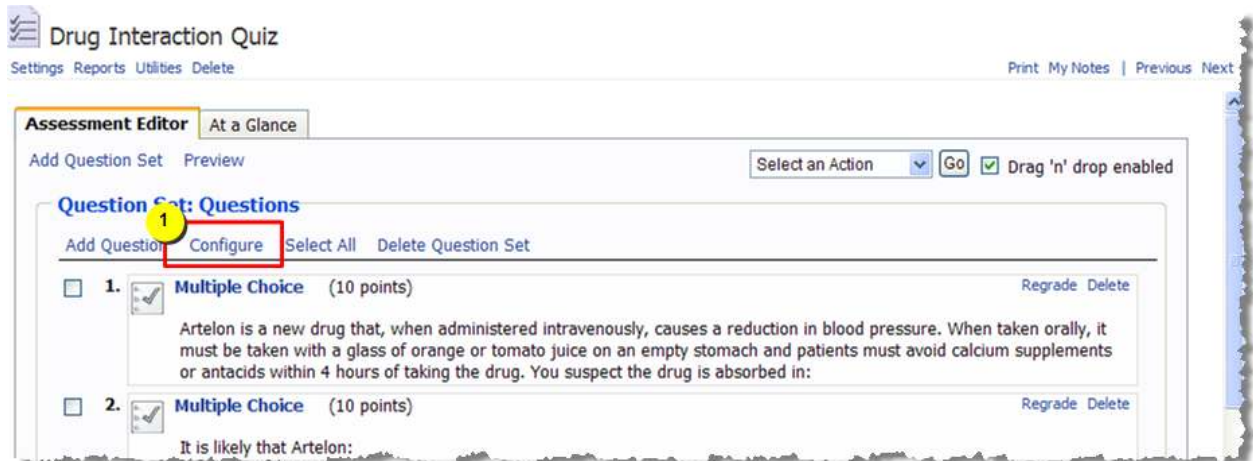 Drug Interaction Quiz
Settings Reports Utilities Delete
Print My Notes | Previous Next
Assessment Editor At a Glance
Add Question Set Preview
Select an Action Go Drag 'n' drop enabled
Question Set: Questions
1
Add Question Configure Select All Delete Question Set
1. Multiple Choice (10 points) Regrade Delete
Artelon is a new drug that, when administered intravenously, causes a reduction in blood pressure. When taken orally, it
must be taken with a glass of orange or tomato juice on an empty stomach and patients must avoid calcium supplements
or antacids within 4 hours of taking the drug. You suspect the drug is absorbed in:
2. Multiple Choice (10 points) Regrade Delete
It is likely that Artelon: